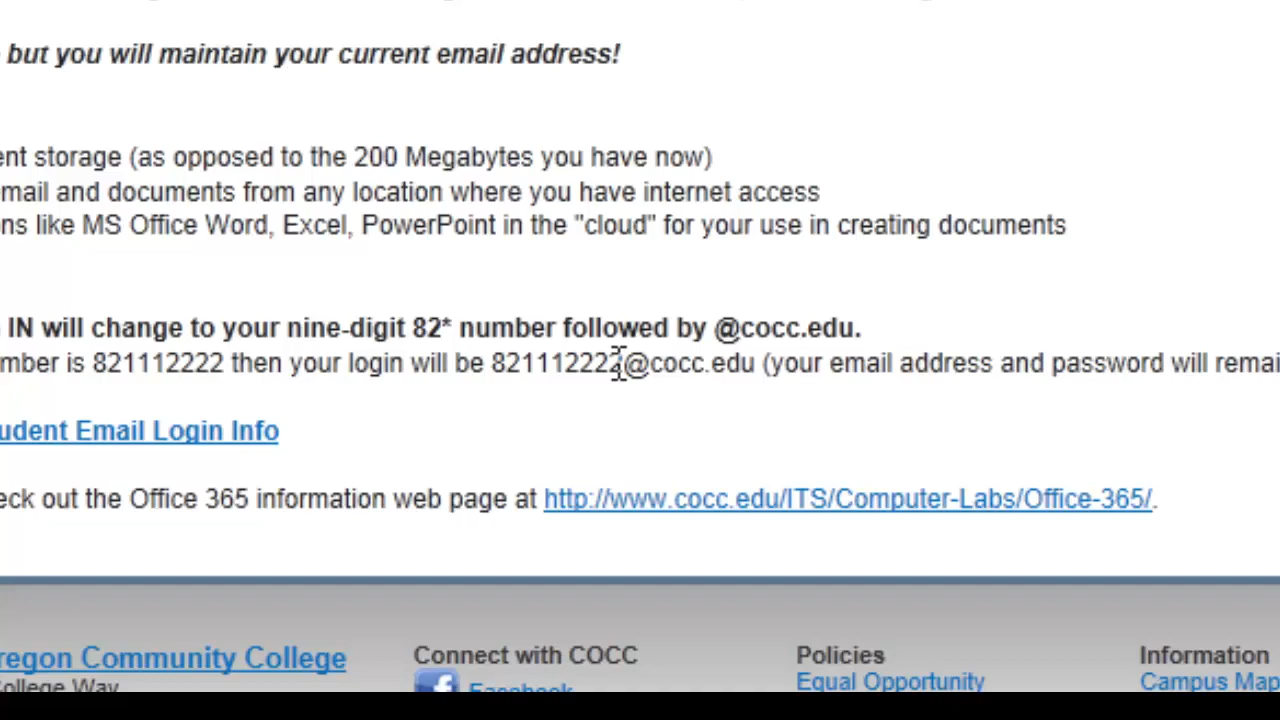 but you will maintain your current email address!
ent storage (as opposed to the 200 Megabytes you have now)
email and documents from any location where you have internet access
ns like MS Office Word, Excel, PowerPoint in the "cloud" for your use in creating documents
IN will change to your nine-digit 82* number followed by @cocc.edu.
mber is 821112222 then your login will be 821112222@cocc.edu (your email address and password will remai
udent Email Login Info
eck out the Office 365 information web page at http://www.cocc.edu/ITS/Computer-Labs/Office-365/.
regon Community College
Connect with COCC
Policies
Information
College Way
Facebook
Equal Opportunity
Campus Map